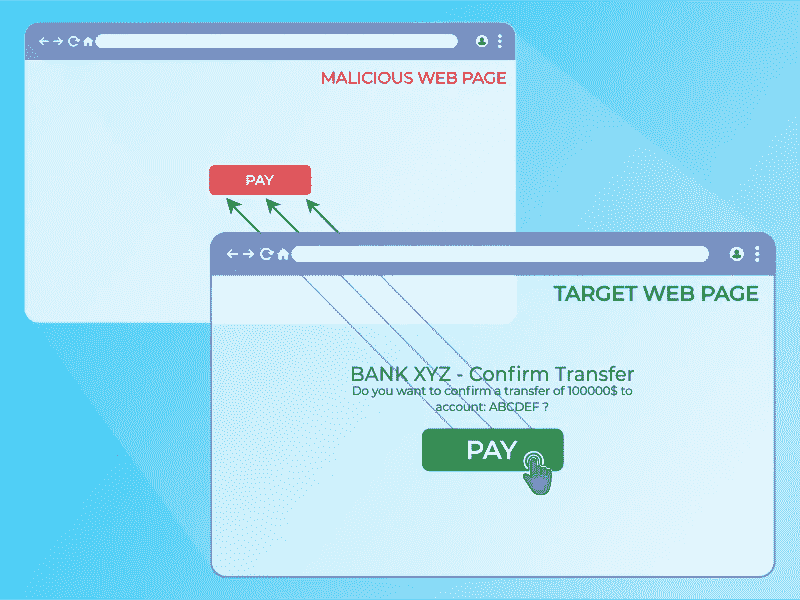 MALICIOUS WEB PAGE
PAY
TARGET WEB PAGE
BANK XYZ - Confirm Transfer
Do you want to confirm a transfer of 100000$ to
account: ABCDEF ?
PAY